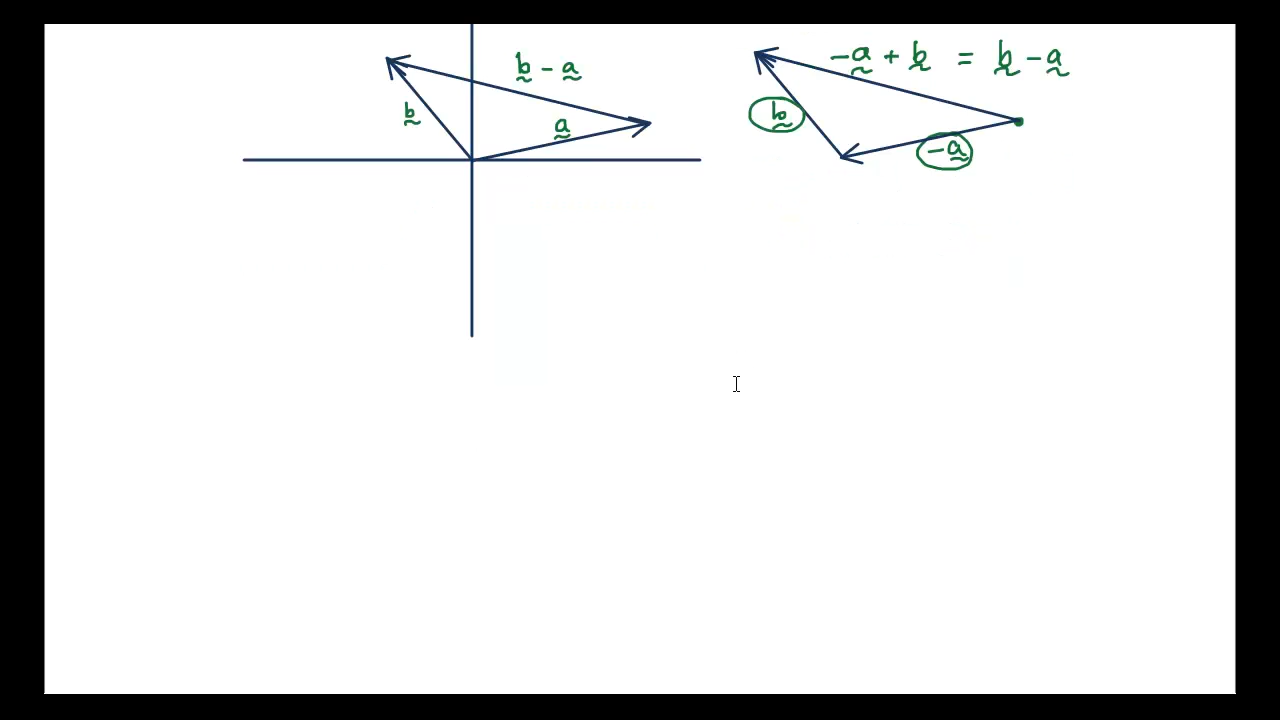 b - a
b
a
-a + b = b - a
b
-a